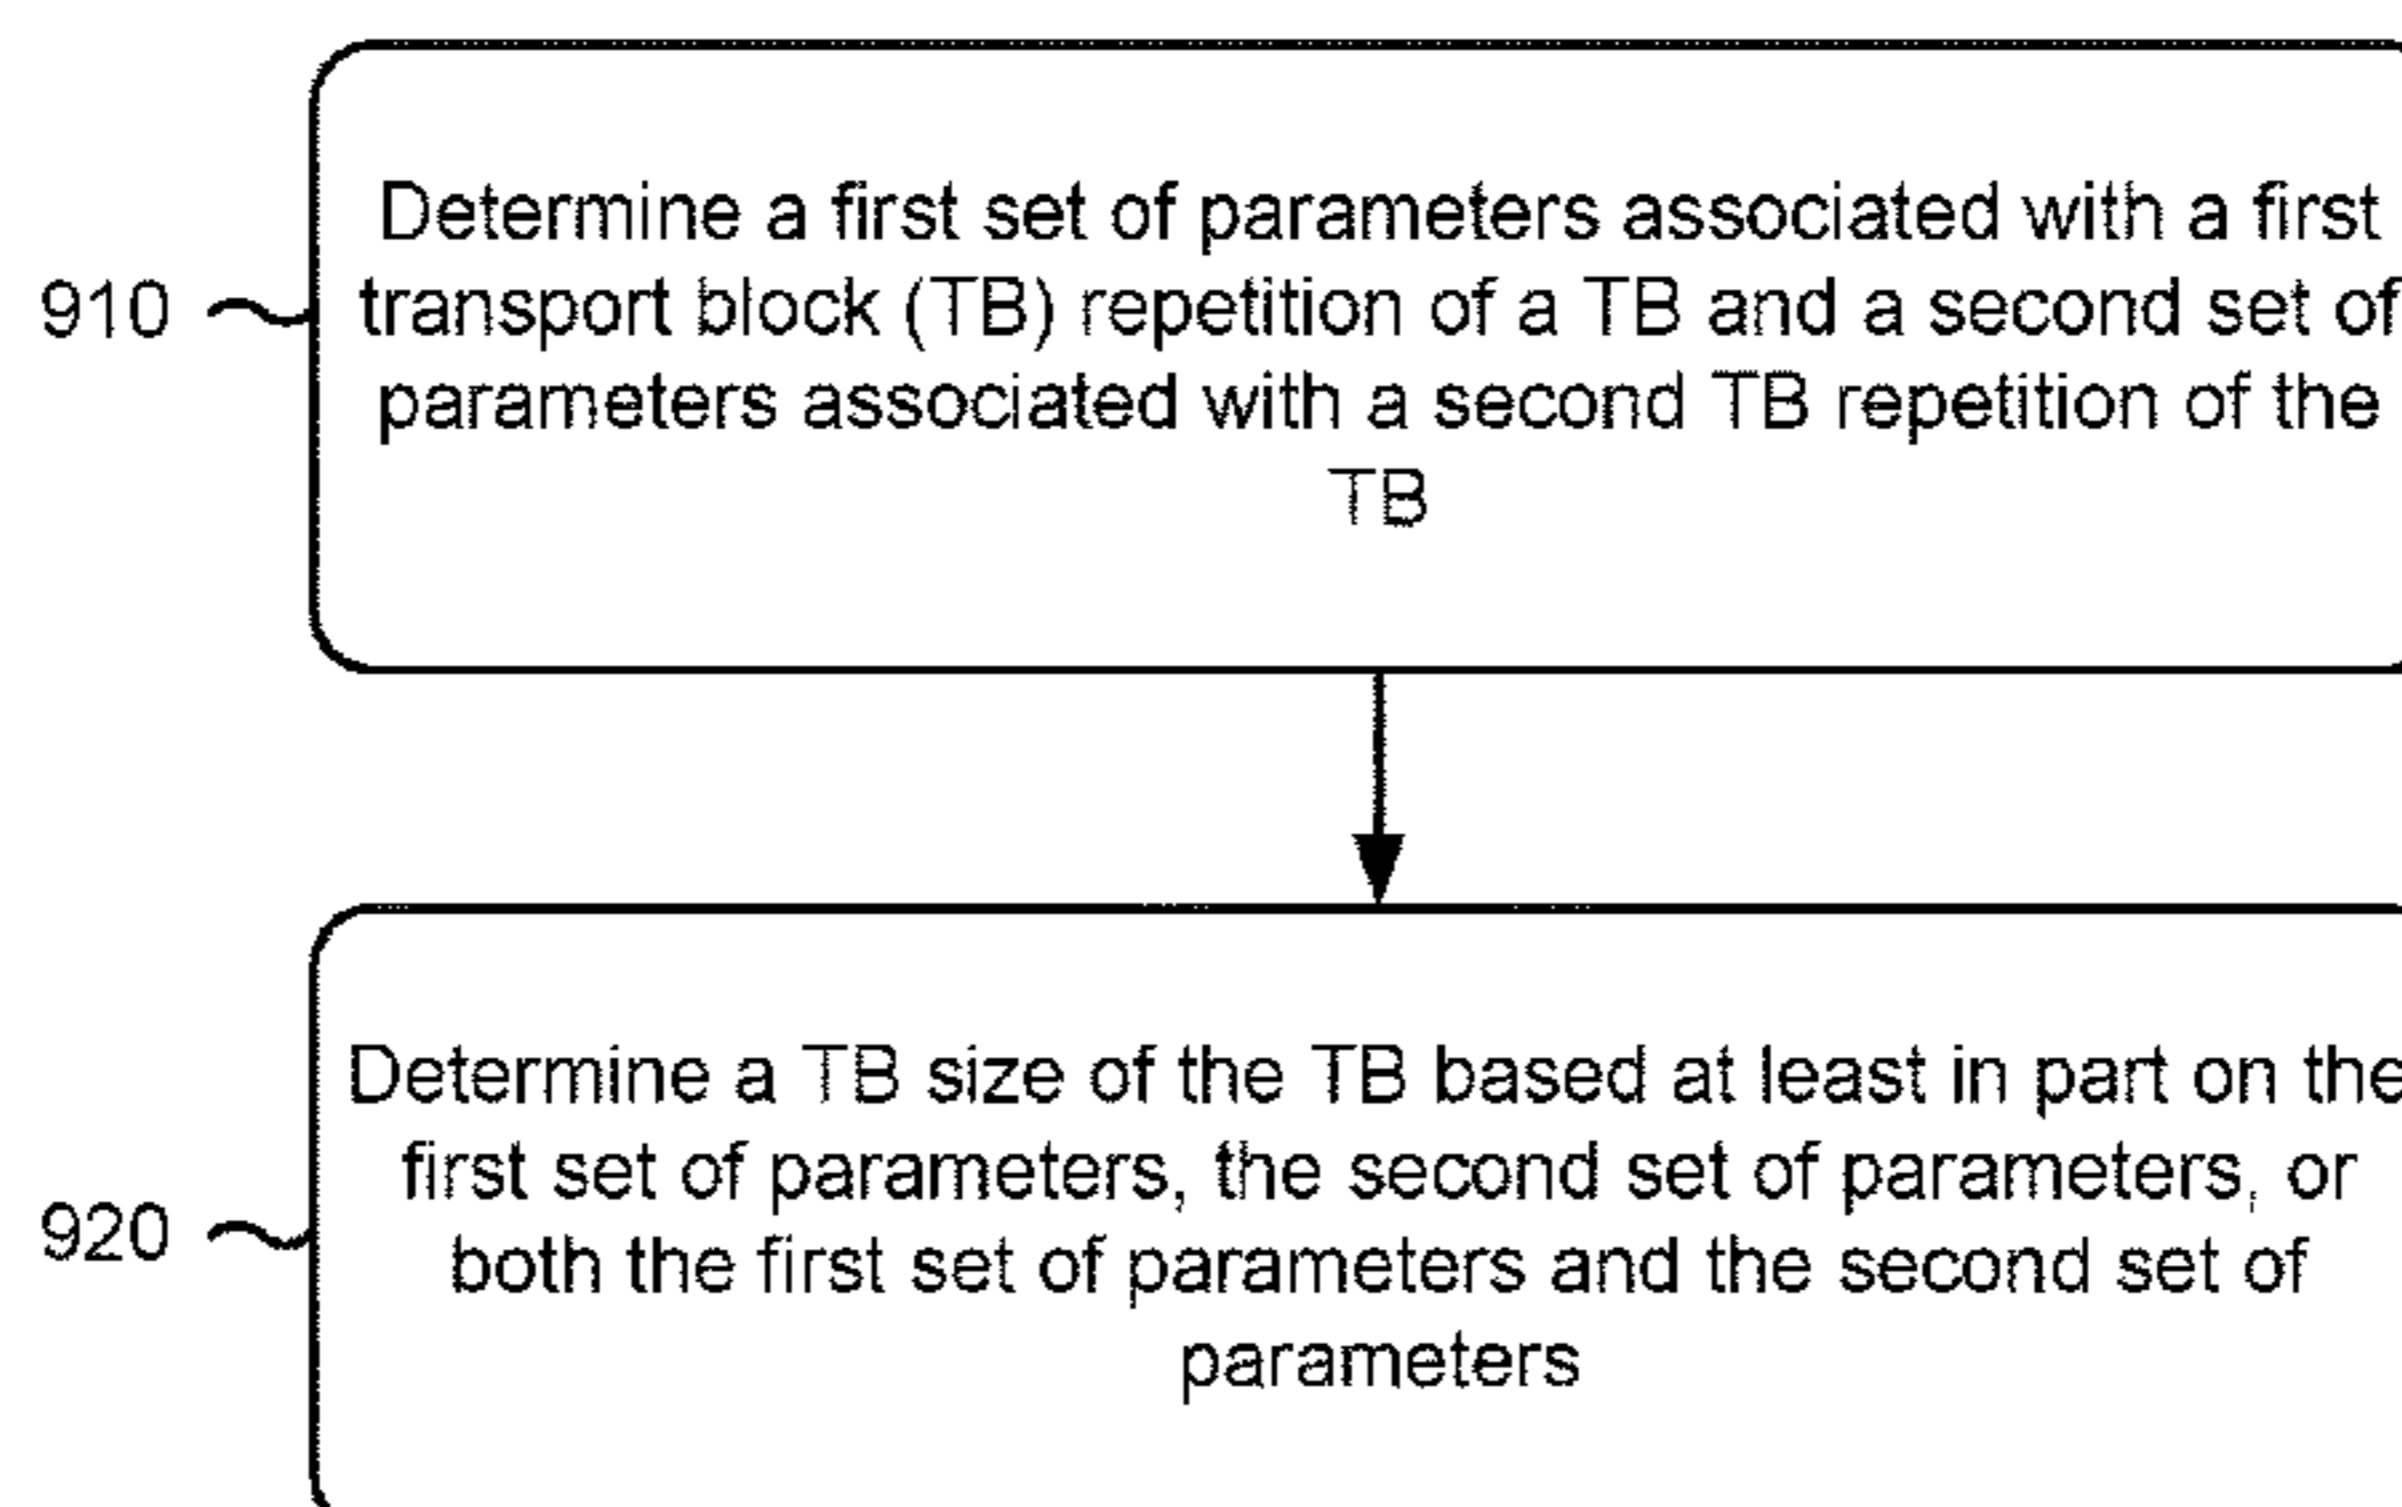 Determine a first set of parameters associated with a first
910 transport block (TB) repetition of a TB and a second set of
parameters associated with a second TB repetition of the
TB
Determine a TB size of the TB based at least in part on the
first set of parameters, the second set of parameters, or
920 both the first set of parameters and the second set of
parameters